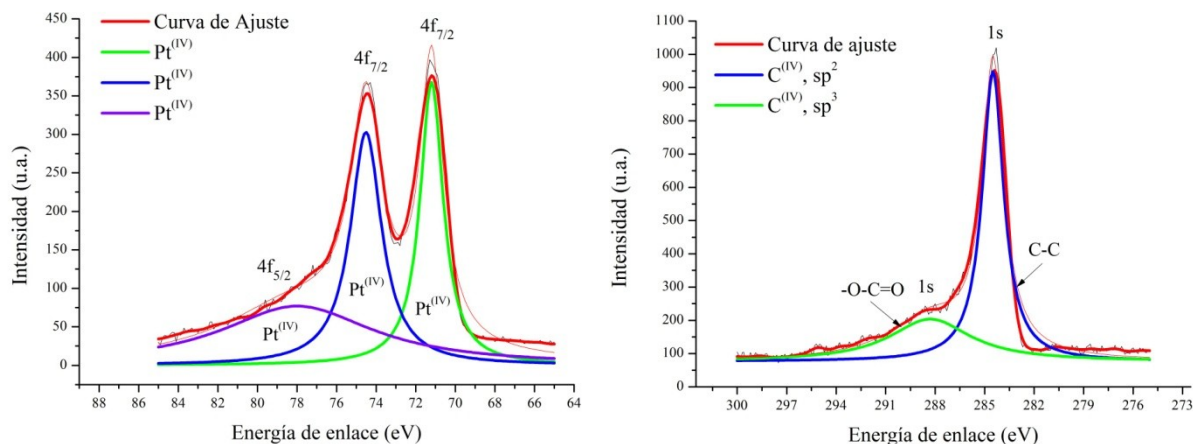 450
400
350
300
250
200
150
100
50
0
Intensidad (u.a.)
Curva de Ajuste
Pt(IV)
Pt(IV)
Pt(IV)
4f7/2
4f7/2
4f5/2
Pt(IV)
Pt(IV)
Pt(IV)
88 86 84 82 80 78 76 74 72 70 68 66 64
Energía de enlace (eV)
1100
1000
900
800
700
600
500
400
300
200
100
0
Intensidad (u.a.)
Curva de ajuste
C(IV), sp2
C(IV), sp3
1s
C-C
1s
-O-C=O
300 297 294 291 288 285 282 279 276 273
Energía de enlace (eV)